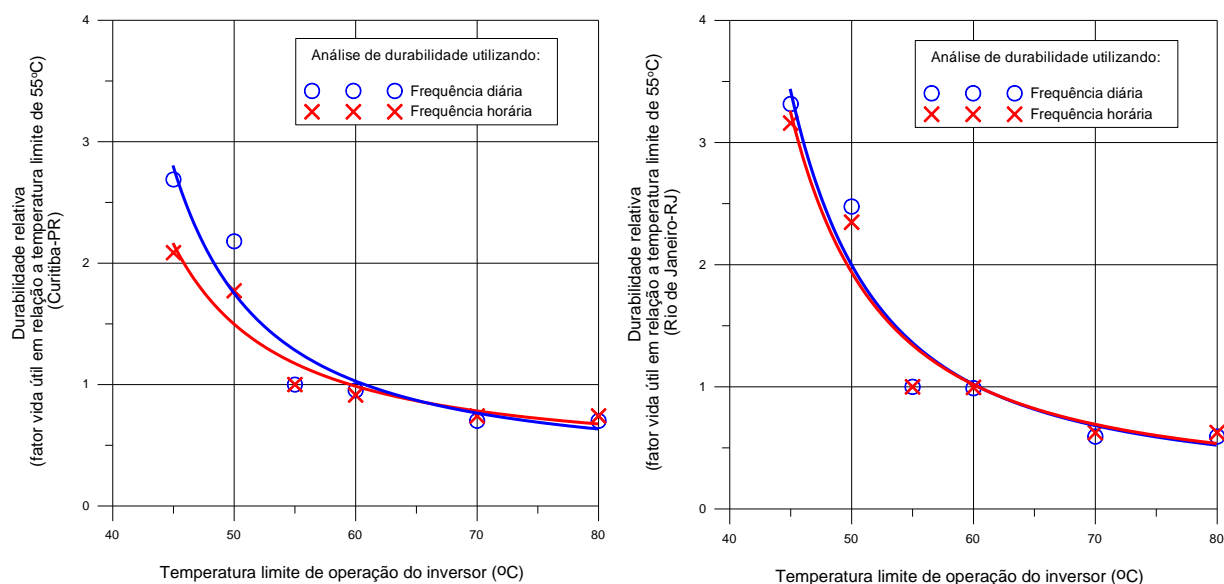 Durabilidade relativa
(fator vida útil em relação a temperatura limite de 55°C)
(Curitiba-PR)
4
3
2
1
0
Análise de durabilidade utilizando:
Frequência diária
Frequência horária
40
50
60
70
80
Temperatura limite de operação do inversor (ºC)
Durabilidade relativa
(fator vida útil em relação a temperatura limite de 55°C)
(Rio de Janeiro-RJ)
4
3
2
1
0
Análise de durabilidade utilizando:
Frequência diária
Frequência horária
40
50
60
70
80
Temperatura limite de operação do inversor (ºC)